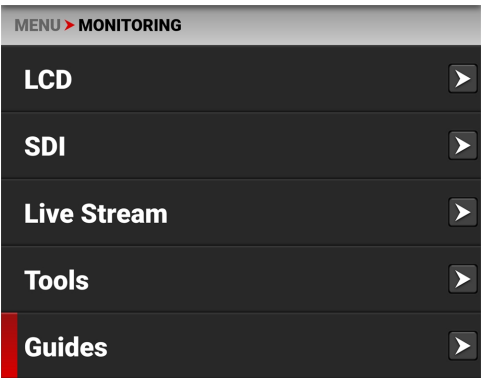 MENU > MONITORING
LCD
SDI
Live Stream
Tools
Guides